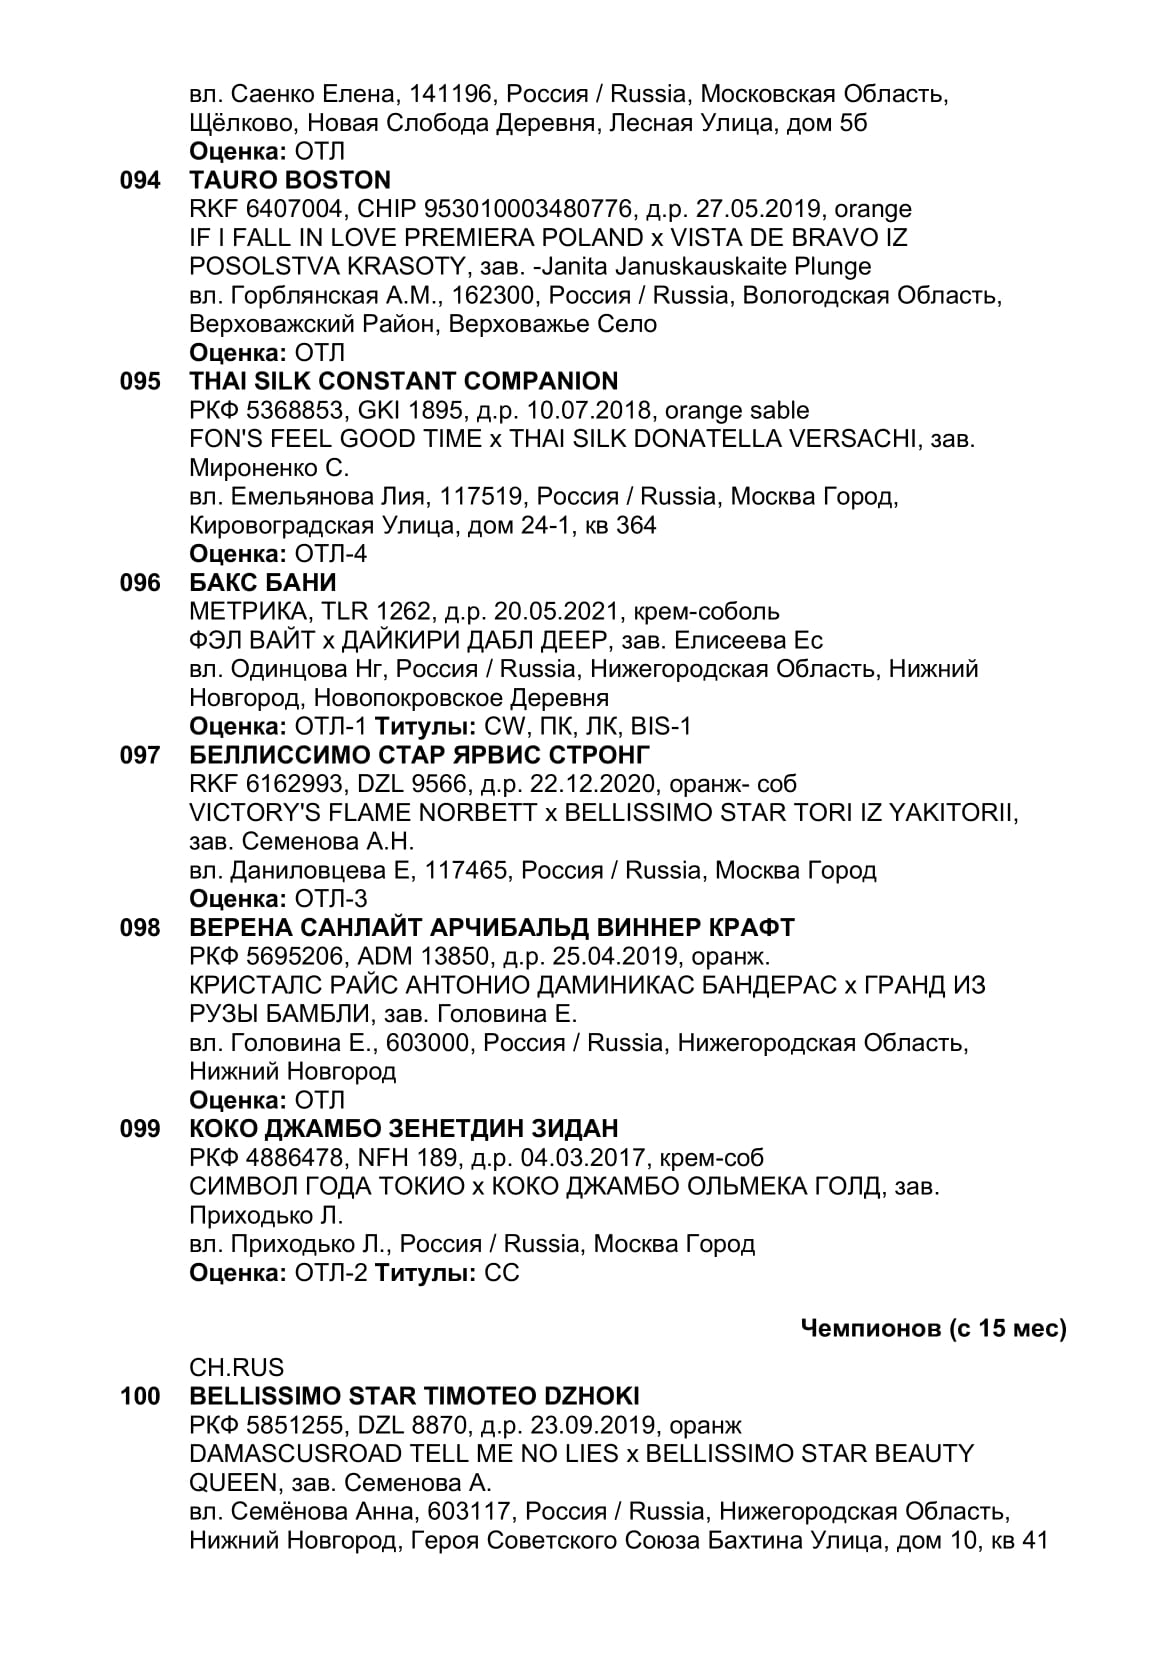 вл. Саенко Елена, 141196, Россия / Russia, Московская Область,
Щёлково, Новая Слобода Деревня, Лесная Улица, дом 5б
Оценка: ОТЛ
094 TAURO BOSTON
RKF 6407004, CHIP 953010003480776, д.р. 27.05.2019, orange
IF I FALL IN LOVE PREMIERA POLAND x VISTA DE BRAVO IZ
POSOLSTVA KRASOTY, зав. -Janita Januskauskaite Plunge
вл. Горблянская А.М., 162300, Россия / Russia, Вологодская Область,
Верховажский Район, Верховажье Село
Оценка: ОТЛ
095 THAI SILK CONSTANT COMPANION
РКФ 5368853, GKI 1895, д.р. 10.07.2018, orange sable
FON'S FEEL GOOD TIME x THAI SILK DONATELLA VERSACHI, зав.
Мироненко С.
вл. Емельянова Лия, 117519, Россия / Russia, Москва Город,
Кировоградская Улица, дом 24-1, кв 364
Оценка: ОТЛ-4
096 БАКС БАНИ
МЕТРИКА, TLR 1262, д.р. 20.05.2021, крем-соболь
ФЭЛ ВАЙТ x ДАЙКИРИ ДАБЛ ДЕЕР, зав. Елисеева Ес
вл. Одинцова Нг, Россия / Russia, Нижегородская Область, Нижний
Новгород, Новопокровское Деревня
Оценка: ОТЛ-1 Титулы: CW, ПК, ЛК, BIS-1
097 БЕЛЛИССИМО СТАР ЯРВИС СТРОНГ
RKF 6162993, DZL 9566, д.р. 22.12.2020, оранж- соб
VICTORY'S FLAME NORBETT x BELLISSIMO STAR TORI IZ YAKITORII,
зав. Семенова А.Н.
вл. Даниловцева Е, 117465, Россия / Russia, Москва Город
Оценка: ОТЛ-3
098 ВЕРЕНА САНЛАЙТ АРЧИБАЛЬД ВИННЕР КРАФТ
РКФ 5695206, ADM 13850, д.р. 25.04.2019, оранж.
КРИСТАЛС РАЙС АНТОНИО ДАМИНИКАС БАНДЕРАС x ГРАНД ИЗ
РУЗЫ БАМБЛИ, зав. Головина Е.
вл. Головина Е., 603000, Россия / Russia, Нижегородская Область,
Нижний Новгород
Оценка: ОТЛ
099 КОКО ДЖАМБО ЗЕНЕТДИН ЗИДАН
РКФ 4886478, NFH 189, д.р. 04.03.2017, крем-соб
СИМВОЛ ГОДА ТОКИО x КОКО ДЖАМБО ОЛЬМЕКА ГОЛД, зав.
Приходько Л.
вл. Приходько Л., Россия / Russia, Москва Город
Оценка: ОТЛ-2 Титулы: СС
Чемпионов (с 15 мес)
CH.RUS
100 BELLISSIMO STAR TIMOTEO DZHOKI
РКФ 5851255, DZL 8870, д.р. 23.09.2019, оранж
DAMASCUSROAD TELL ME NO LIES x BELLISSIMO STAR BEAUTY
QUEEN, зав. Семенова А.
вл. Семёнова Анна, 603117, Россия / Russia, Нижегородская Область,
Нижний Новгород, Героя Советского Союза Бахтина Улица, дом 10, кв 41